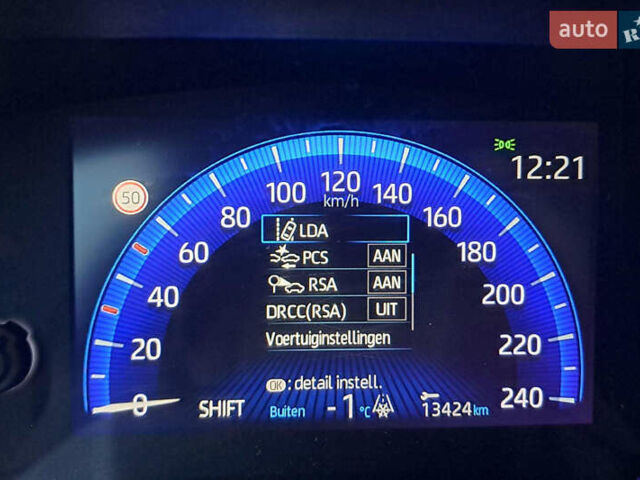 auto
R
12:21
50
0
20
40
60
80
100
120
140
160
180
200
220
240
km/h
LDA
PCS AAN
RSA AAN
DRCC(RSA) UIT
Voertuiginstellingen
OK : detail instell.
SHIFT
Buiten -1 °C
13424 km